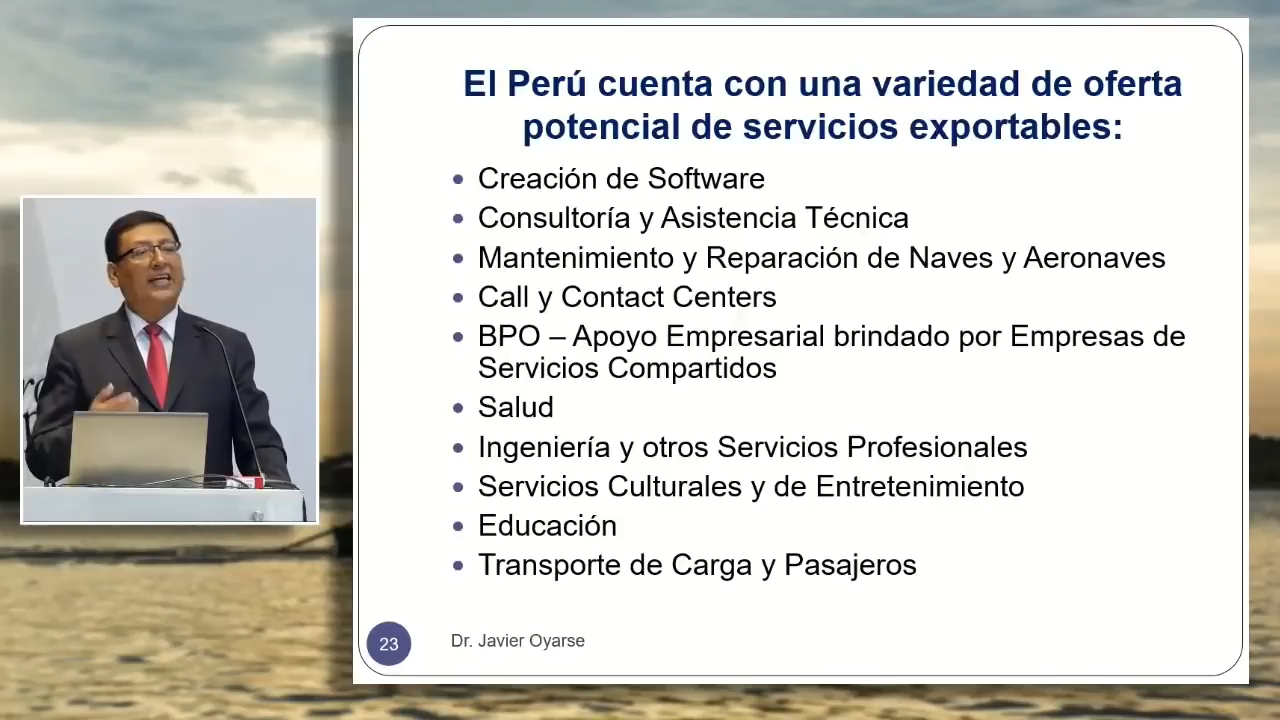 El Perú cuenta con una variedad de oferta
potencial de servicios exportables:
• Creación de Software
• Consultoría y Asistencia Técnica
• Mantenimiento y Reparación de Naves y Aeronaves
• Call y Contact Centers
• BPO – Apoyo Empresarial brindado por Empresas de
Servicios Compartidos
• Salud
• Ingeniería y otros Servicios Profesionales
• Servicios Culturales y de Entretenimiento
• Educación
• Transporte de Carga y Pasajeros
23
Dr. Javier Oyarse